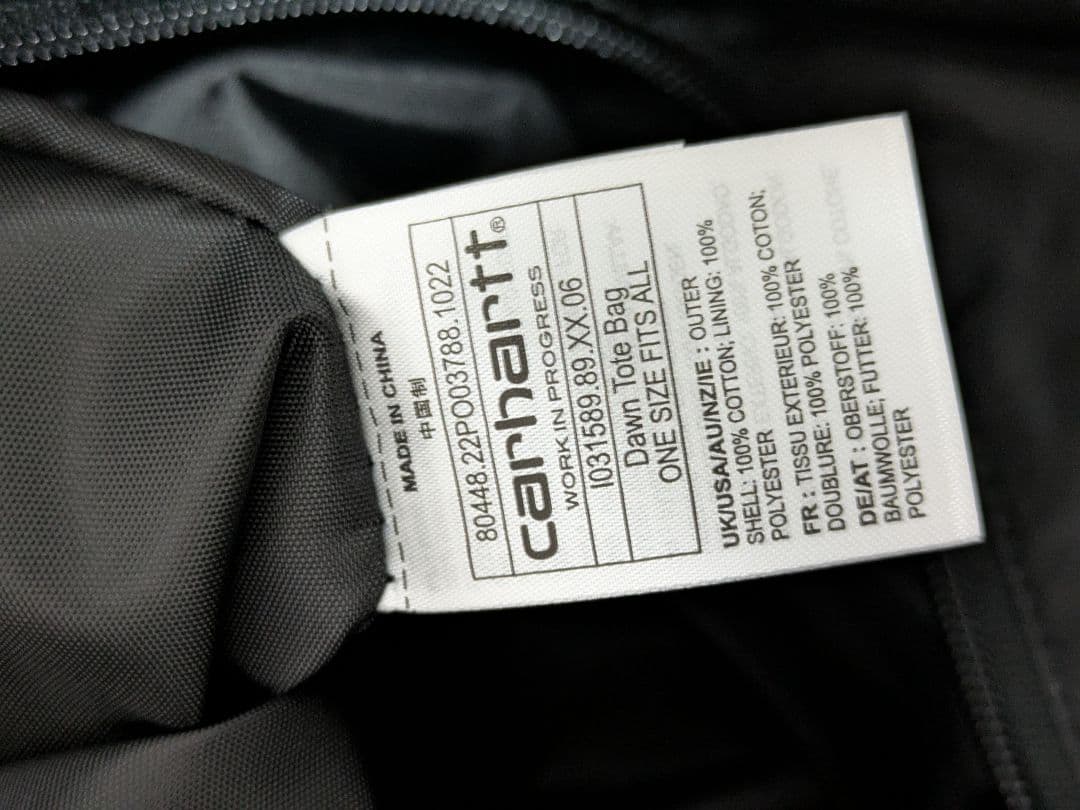 MADE IN CHINA
中国制
80448.22PO003788.1022
carhartt®
WORK IN PROGRESS
I031589.89.XX.06
Dawn Tote Bag
ONE SIZE FITS ALL
UK/USA/AU/NZ/IE : OUTER
SHELL: 100% COTTON; LINING: 100%
POLYESTER
FR : TISSU EXTERIEUR: 100% COTON;
DOUBLURE: 100% POLYESTER
DE/AT : OBERSTOFF: 100%
BAUMWOLLE; FUTTER: 100%
POLYESTER